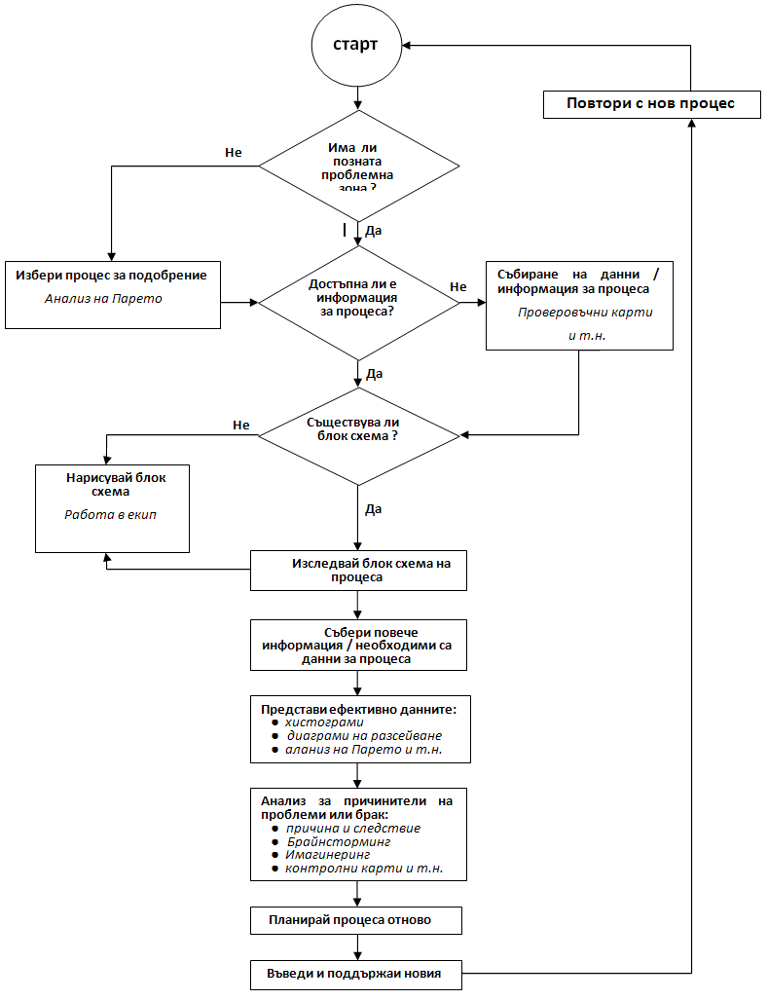 старт
Повтори с нов процес
Има ли
позната
проблемна
зона ?
Не
Да
Избери процес за подобрение
Анализ на Парето
Достъпна ли е
информация
за процеса?
Не
Събиране на данни /
информация за процеса
Проверовъчни карти
и т.н.
Да
Съществува ли
блок схема ?
Не
Нарисувай блок
схема
Работа в екип
Да
Изследвай блок схема на
процеса
Събери повече
информация / необходими са
данни за процеса
Представи ефективно данните:
● хистограми
● диаграми на разсейване
● аланиз на Парето и т.н.
Анализ за причинители на
проблеми или брак:
● причина и следствие
● Брайнсторминг
● Имагинеринг
● контролни карти и т.н.
Планирай процеса отново
Въведи и поддържаи новия